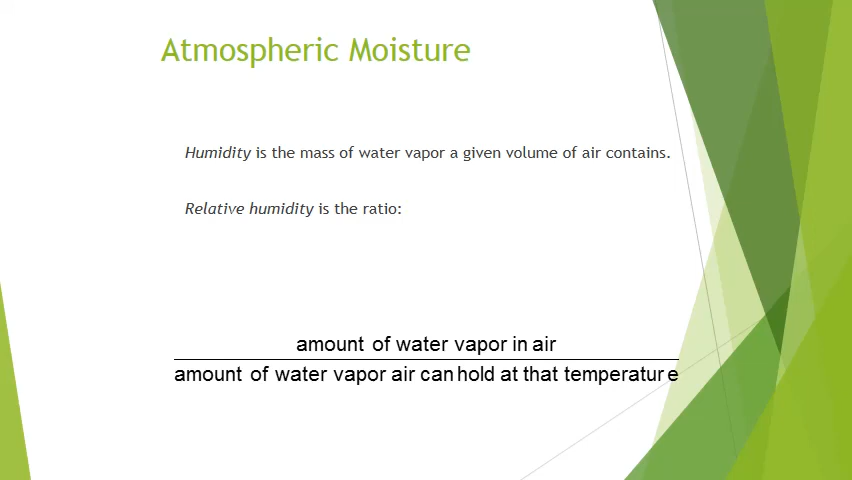 Atmospheric Moisture
Humidity is the mass of water vapor a given volume of air contains.
Relative humidity is the ratio:
amount of water vapor in air
amount of water vapor air can hold at that temperature